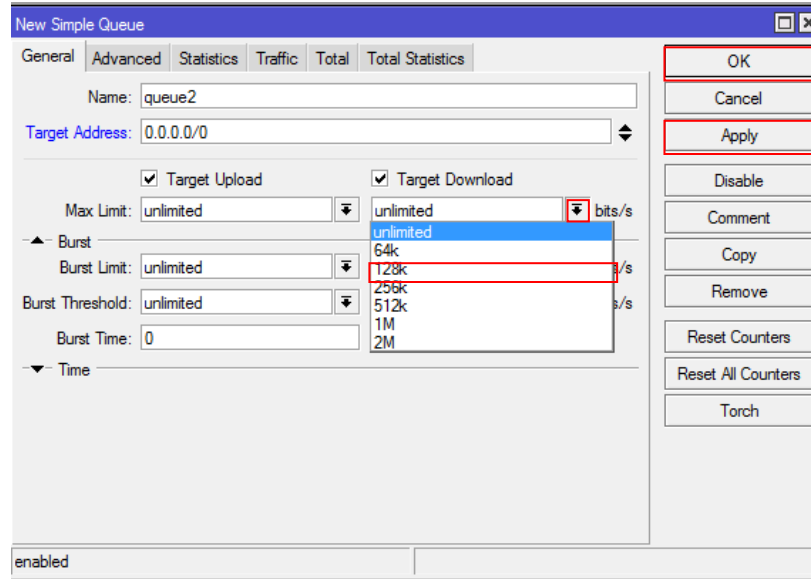 New Simple Queue
General Advanced Statistics Traffic Total Total Statistics
Name: queue2
Target Address: 0.0.0.0/0
Target Upload Target Download
Max Limit: unlimited unlimited bits/s
unlimited
64k
128k
256k
512k
1M
2M
Burst
Burst Limit: unlimited /s
Burst Threshold: unlimited s/s
Burst Time: 0
Time
OK
Cancel
Apply
Disable
Comment
Copy
Remove
Reset Counters
Reset All Counters
Torch
enabled